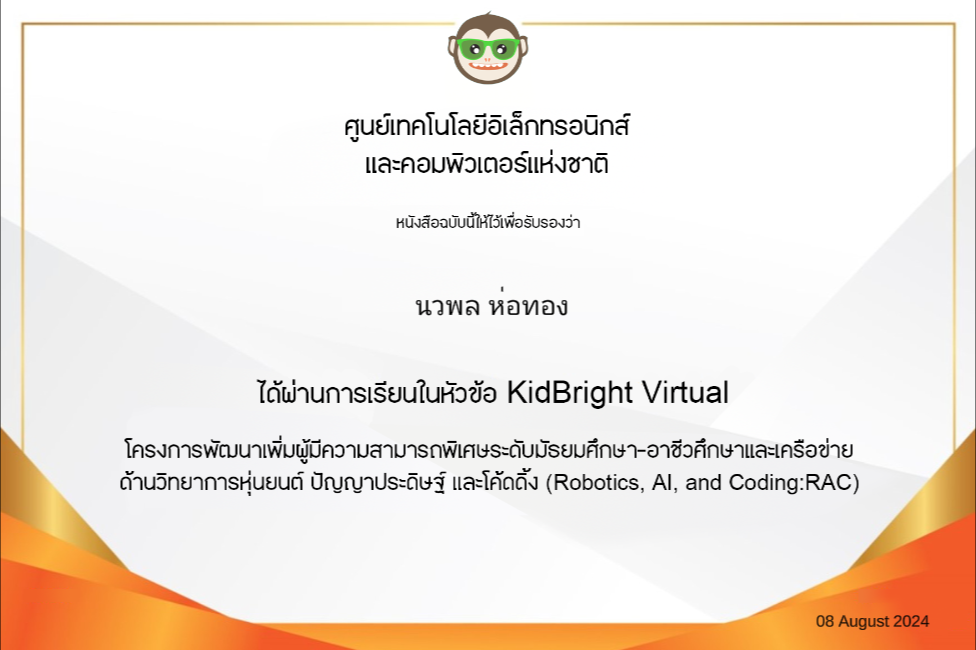 ศูนย์เทคโนโลยีอิเล็กทรอนิกส์
และคอมพิวเตอร์แห่งชาติ
หนังสือฉบับนี้ให้ไว้เพื่อรับรองว่า
นวพล ห่อทอง
ได้ผ่านการเรียนในหัวข้อ KidBright Virtual
โครงการพัฒนาเพิ่มผู้มีความสามารถพิเศษระดับมัธยมศึกษา-อาชีวศึกษาและเครือข่าย
ด้านวิทยาการหุ่นยนต์ ปัญญาประดิษฐ์ และโค้ดดิ้ง (Robotics, AI, and Coding:RAC)
08 August 2024